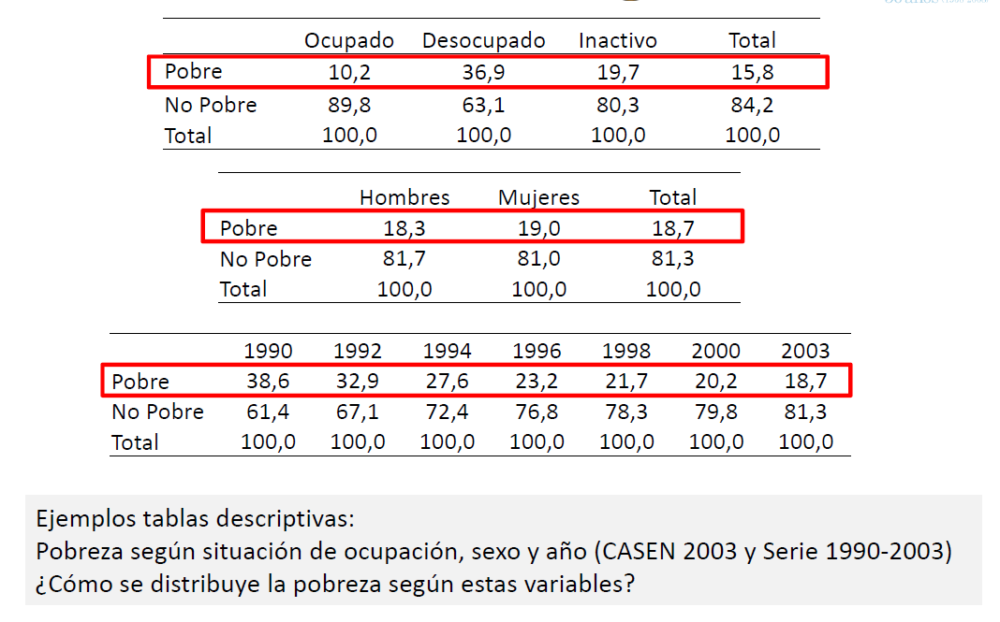 Ocupado Desocupado Inactivo Total
Pobre 10,2 36,9 19,7 15,8
No Pobre 89,8 63,1 80,3 84,2
Total 100,0 100,0 100,0 100,0
Hombres Mujeres Total
Pobre 18,3 19,0 18,7
No Pobre 81,7 81,0 81,3
Total 100,0 100,0 100,0
1990 1992 1994 1996 1998 2000 2003
Pobre 38,6 32,9 27,6 23,2 21,7 20,2 18,7
No Pobre 61,4 67,1 72,4 76,8 78,3 79,8 81,3
Total 100,0 100,0 100,0 100,0 100,0 100,0 100,0
Ejemplos tablas descriptivas:
Pobreza según situación de ocupación, sexo y año (CASEN 2003 y Serie 1990-2003)
¿Cómo se distribuye la pobreza según estas variables?